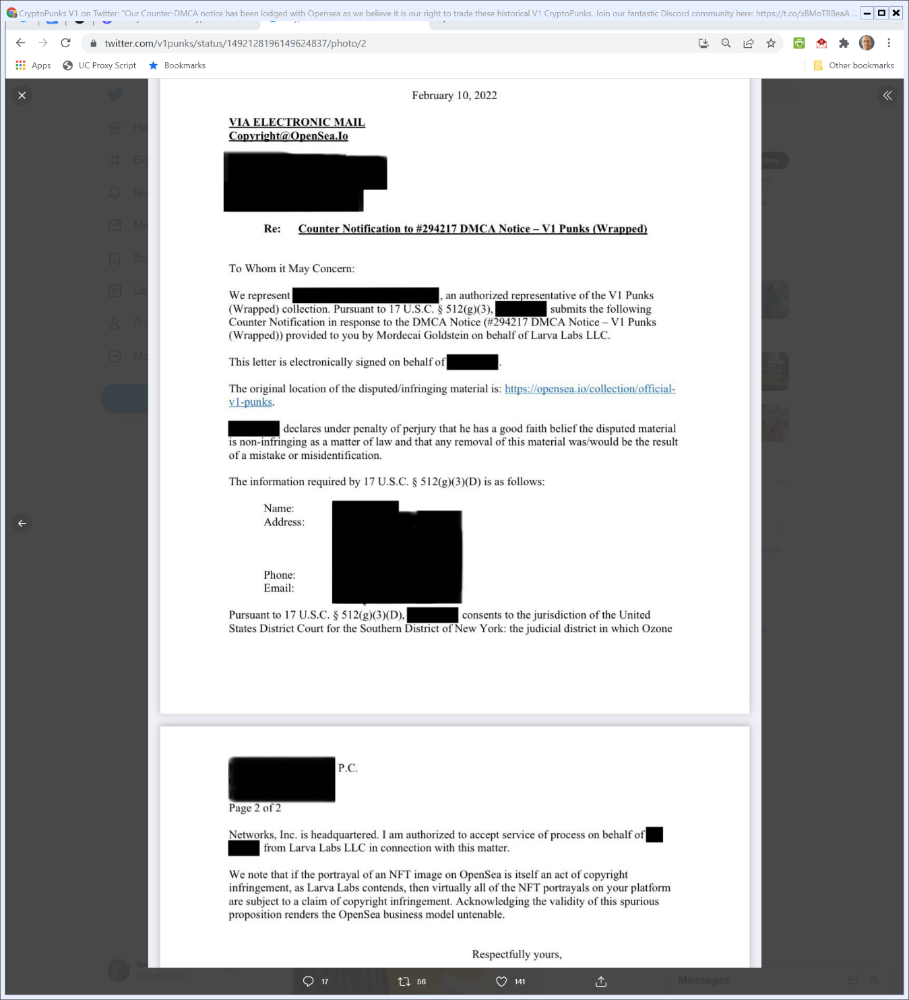 CryptoPunks V1 on Twitter: "Our Counter-DMCA notice has been lodged with Opensea as we believe it is our right to trade these historical V1 CryptoPunks. Join our fantastic Discord community here: https://t.co/xBMoTRBeaA ...
twitter.com/v1punks/status/1492128196149624837/photo/2
Apps UC Proxy Script Bookmarks Other bookmarks
February 10, 2022
VIA ELECTRONIC MAIL
Copyright@OpenSea.Io
Re: Counter Notification to #294217 DMCA Notice – V1 Punks (Wrapped)
To Whom it May Concern:
We represent , an authorized representative of the V1 Punks
(Wrapped) collection. Pursuant to 17 U.S.C. § 512(g)(3), submits the following
Counter Notification in response to the DMCA Notice (#294217 DMCA Notice – V1 Punks
(Wrapped)) provided to you by Mordecai Goldstein on behalf of Larva Labs LLC.
This letter is electronically signed on behalf of .
The original location of the disputed/infringing material is: https://opensea.io/collection/official-
v1-punks.
declares under penalty of perjury that he has a good faith belief the disputed material
is non-infringing as a matter of law and that any removal of this material was/would be the result
of a mistake or misidentification.
The information required by 17 U.S.C. § 512(g)(3)(D) is as follows:
Name:
Address:
Phone:
Email:
Pursuant to 17 U.S.C. § 512(g)(3)(D), consents to the jurisdiction of the United
States District Court for the Southern District of New York: the judicial district in which Ozone
P.C.
Page 2 of 2
Networks, Inc. is headquartered. I am authorized to accept service of process on behalf of
from Larva Labs LLC in connection with this matter.
We note that if the portrayal of an NFT image on OpenSea is itself an act of copyright
infringement, as Larva Labs contends, then virtually all of the NFT portrayals on your platform
are subject to a claim of copyright infringement. Acknowledging the validity of this spurious
proposition renders the OpenSea business model untenable.
Respectfully yours,
17 56 141
Messages